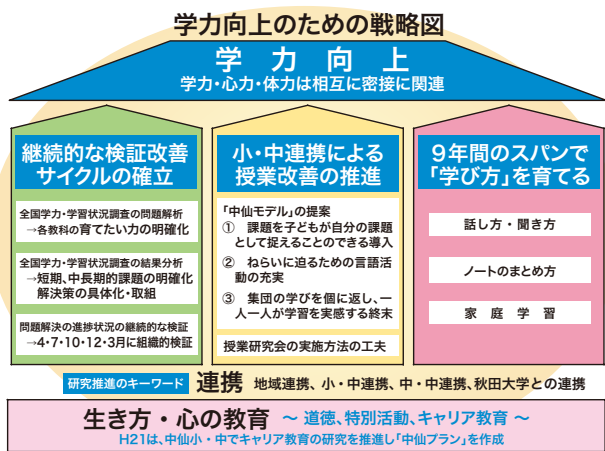 学力向上のための戦略図
学力向上
学力・心力・体力は相互に密接に関連
継続的な検証改善
サイクルの確立
全国学力・学習状況調査の問題解析
→各教科の育てたい力の明確化
全国学力・学習状況調査の結果分析
→短期、中長期的課題の明確化
解決策の具体化・取組
問題解決の進捗状況の継続的な検証
→4・7・10・12・3月に組織的検証
小・中連携による
授業改善の推進
「中仙モデル」の提案
① 課題を子どもが自分の課題
として捉えることのできる導入
② ねらいに迫るための言語活
動の充実
③ 集団の学びを個に返し、一
人一人が学習を実感する終末
授業研究会の実施方法の工夫
9年間のスパンで
「学び方」を育てる
話し方・聞き方
ノートのまとめ方
家庭学習
研究推進のキーワード 連携 地域連携、小・中連携、中・中連携、秋田大学との連携
生き方・心の教育 ～ 道徳、特別活動、キャリア教育 ～
H21は、中仙小・中でキャリア教育の研究を推進し「中仙プラン」を作成